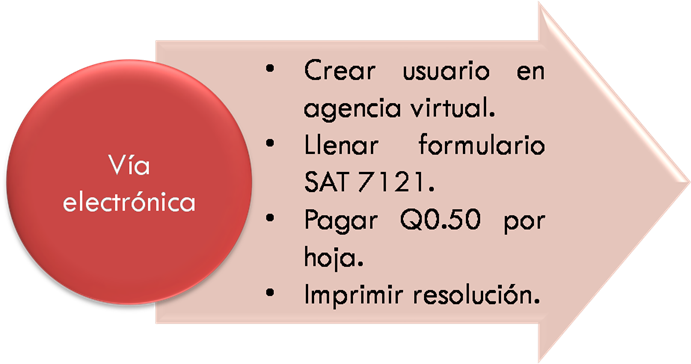 Vía
electrónica
• Crear usuario en
agencia virtual.
• Llenar formulario
SAT 7121.
• Pagar Q0.50 por
hoja.
• Imprimir resolución.